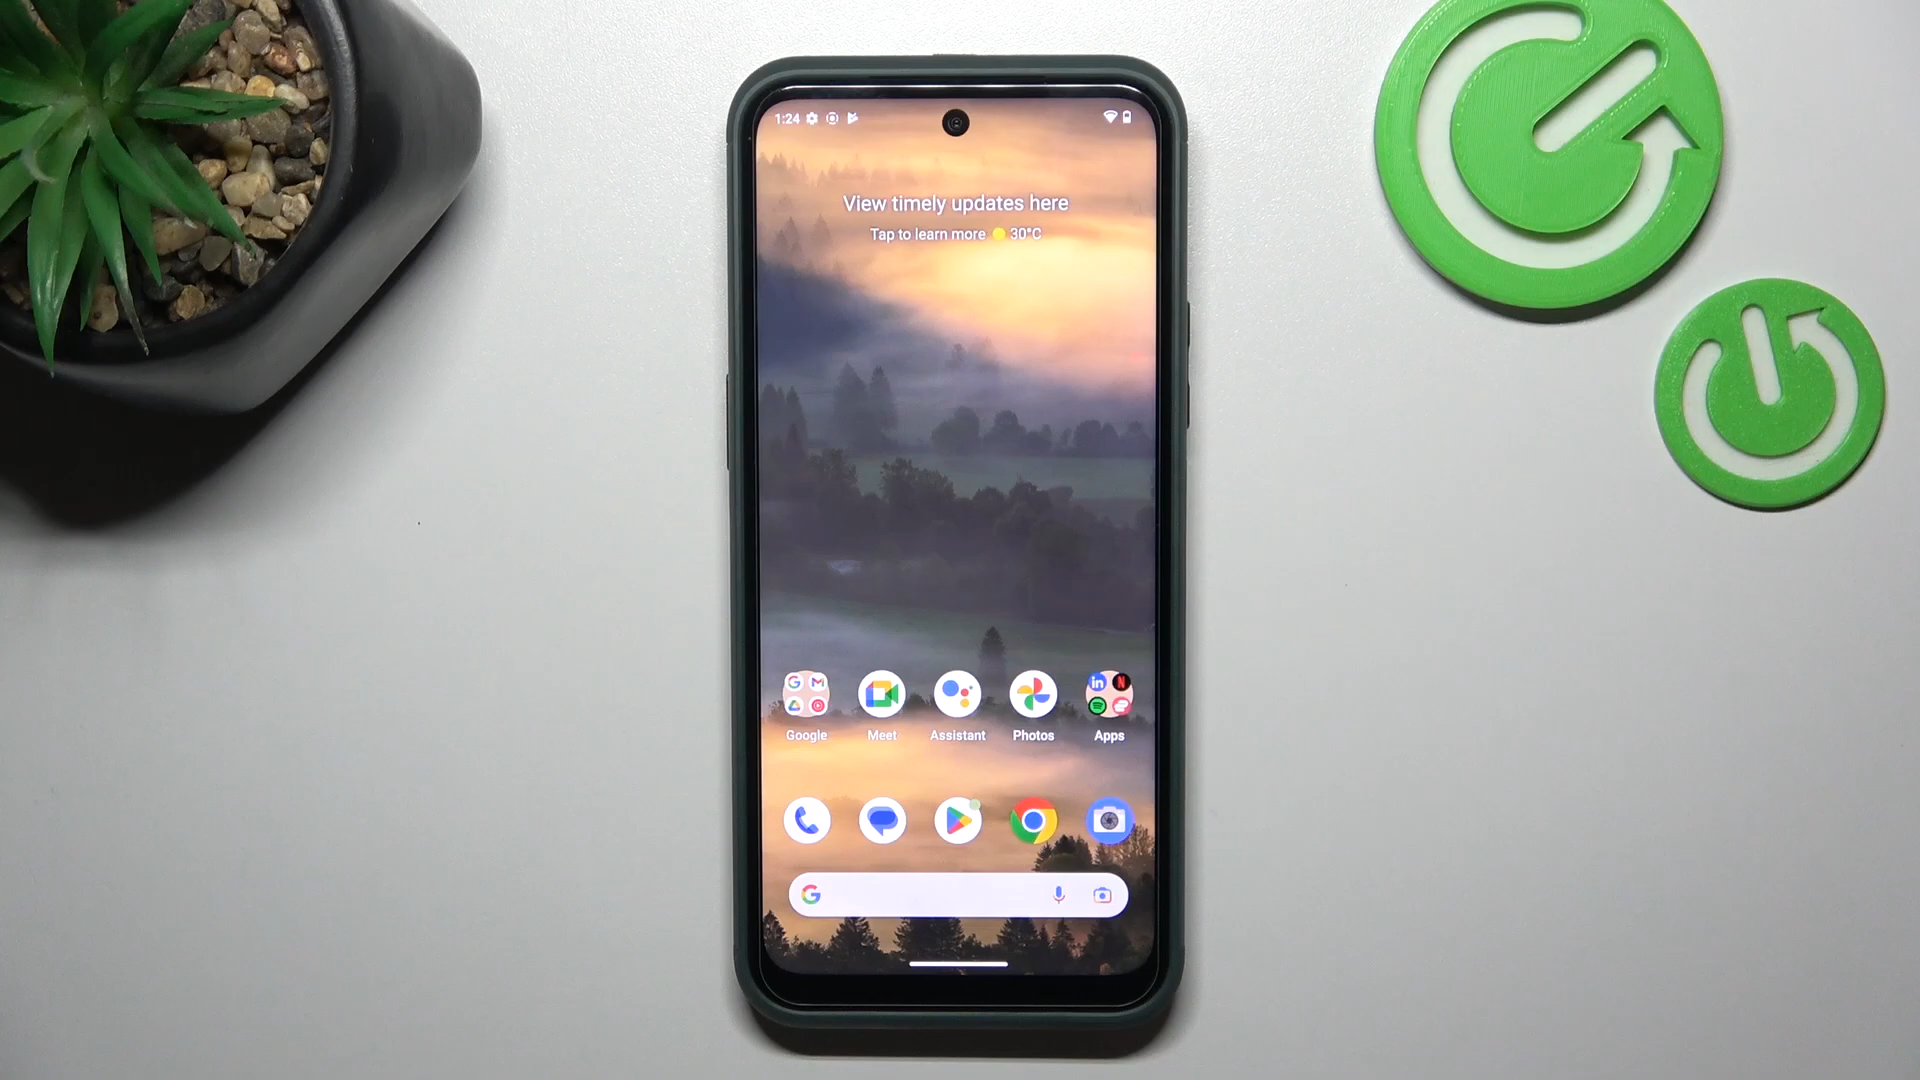 1:24
View timely updates here
Tap to learn more 30°C
Google Meet Assistant Photos Apps